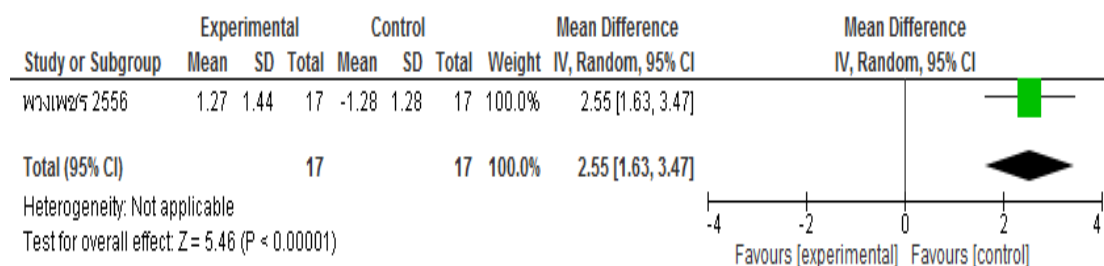 Experimental Control Mean Difference Mean Difference
Study or Subgroup Mean SD Total Mean SD Total Weight IV, Random, 95% CI IV, Random, 95% CI
พวงเพชร 2556 1.27 1.44 17 -1.28 1.28 17 100.0% 2.55 [1.63, 3.47]
Total (95% CI) 17 17 100.0% 2.55 [1.63, 3.47]
Heterogeneity: Not applicable
Test for overall effect: Z = 5.46 (P < 0.00001)
-4 -2 0 2 4
Favours [experimental] Favours [control]